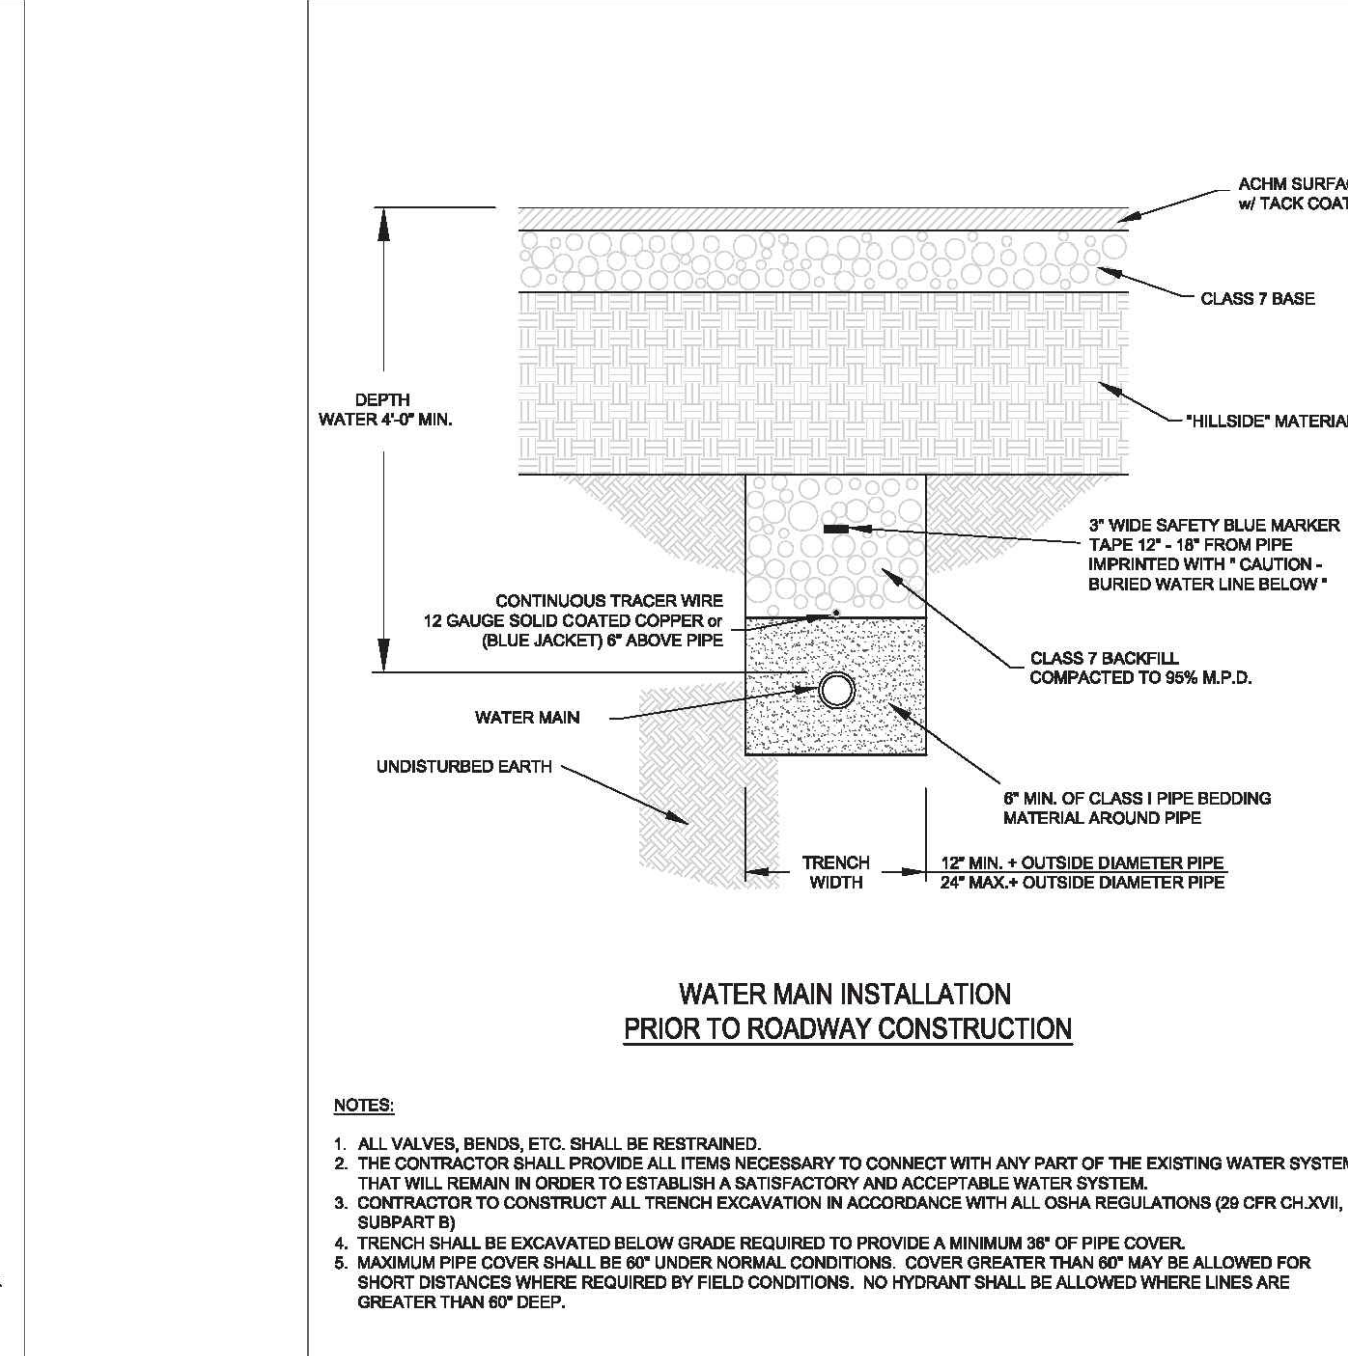 ACHM SURFA
w/ TACK COAT
CLASS 7 BASE
DEPTH
WATER 4'-0" MIN.
"HILLSIDE" MATERIAL
3" WIDE SAFETY BLUE MARKER
TAPE 12" - 18" FROM PIPE
IMPRINTED WITH " CAUTION -
BURIED WATER LINE BELOW "
CONTINUOUS TRACER WIRE
12 GAUGE SOLID COATED COPPER or
(BLUE JACKET) 6" ABOVE PIPE
CLASS 7 BACKFILL
COMPACTED TO 95% M.P.D.
WATER MAIN
UNDISTURBED EARTH
6" MIN. OF CLASS I PIPE BEDDING
MATERIAL AROUND PIPE
TRENCH
WIDTH
12" MIN. + OUTSIDE DIAMETER PIPE
24" MAX.+ OUTSIDE DIAMETER PIPE
WATER MAIN INSTALLATION
PRIOR TO ROADWAY CONSTRUCTION
NOTES:
1. ALL VALVES, BENDS, ETC. SHALL BE RESTRAINED.
2. THE CONTRACTOR SHALL PROVIDE ALL ITEMS NECESSARY TO CONNECT WITH ANY PART OF THE EXISTING WATER SYSTEM
THAT WILL REMAIN IN ORDER TO ESTABLISH A SATISFACTORY AND ACCEPTABLE WATER SYSTEM.
3. CONTRACTOR TO CONSTRUCT ALL TRENCH EXCAVATION IN ACCORDANCE WITH ALL OSHA REGULATIONS (29 CFR CH.XVII,
SUBPART B)
4. TRENCH SHALL BE EXCAVATED BELOW GRADE REQUIRED TO PROVIDE A MINIMUM 36" OF PIPE COVER.
5. MAXIMUM PIPE COVER SHALL BE 60" UNDER NORMAL CONDITIONS. COVER GREATER THAN 60" MAY BE ALLOWED FOR
SHORT DISTANCES WHERE REQUIRED BY FIELD CONDITIONS. NO HYDRANT SHALL BE ALLOWED WHERE LINES ARE
GREATER THAN 60" DEEP.